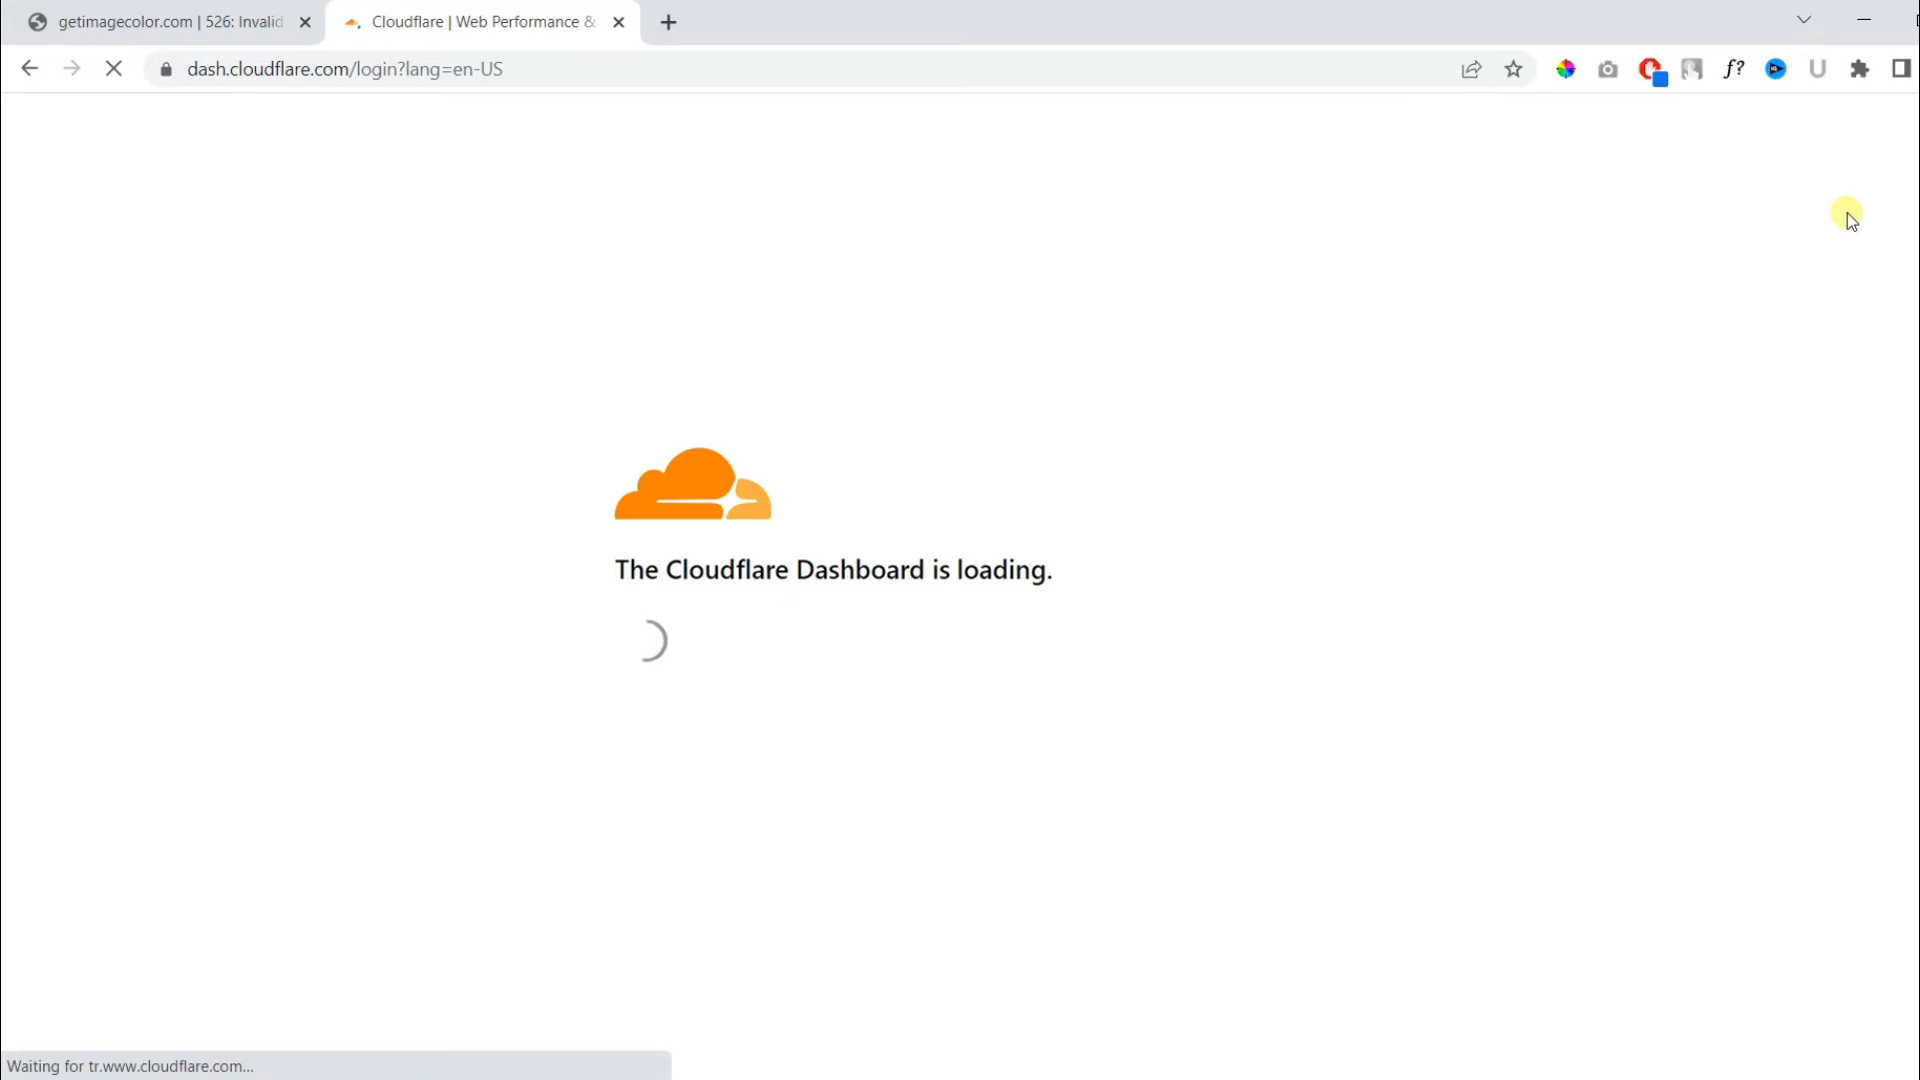 getimagecolor.com | 526: Invalid
Cloudflare | Web Performance &
dash.cloudflare.com/login?lang=en-US
f?
The Cloudflare Dashboard is loading.
Waiting for tr.www.cloudflare.com...